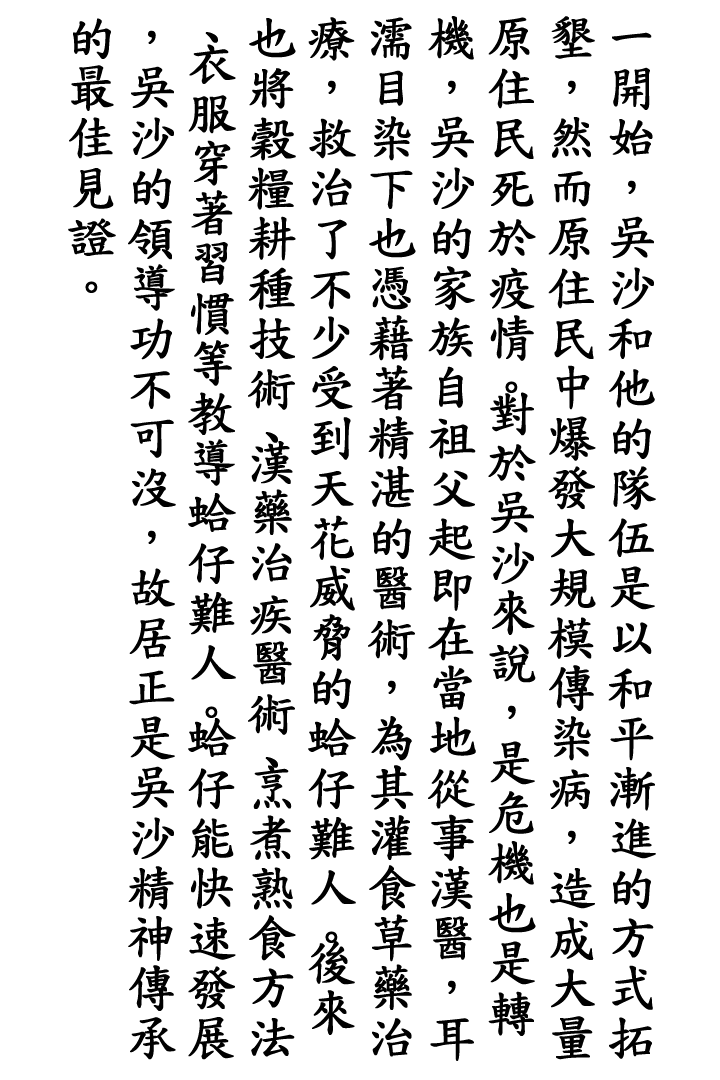 一開始，吳沙和他的隊伍是以和平漸進的方式拓
墾，然而原住民中爆發大規模傳染病，造成大量
原住民死於疫情。對於吳沙來說，是危機也是轉
機，吳沙的家族自祖父起即在當地從事漢醫，耳
濡目染下也憑藉著精湛的醫術，為其灌食草藥治
療，救治了不少受到天花威脅的蛤仔難人。後來
也將穀糧耕種技術、漢藥治疾醫術、烹煮熟食方法
、衣服穿著習慣等教導蛤仔難人。蛤仔能快速發展
，吳沙的領導功不可沒，故居正是吳沙精神傳承
的最佳見證。